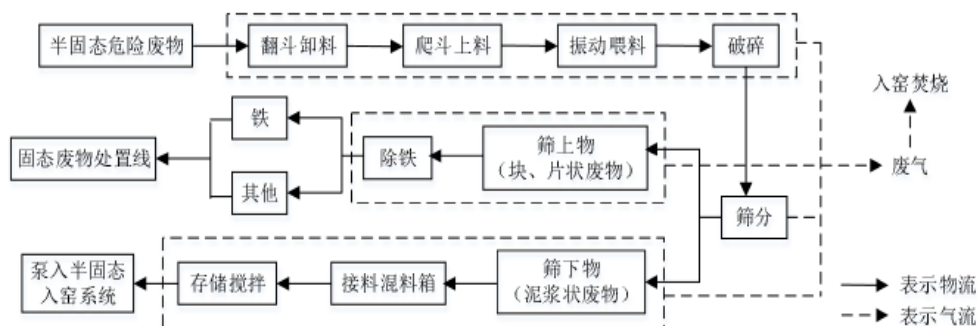 半固态危险废物
翻斗卸料
爬斗上料
振动喂料
破碎
入窑焚烧
铁
固态废物处置线
除铁
筛上物
（块、片状废物）
废气
其他
筛分
泵入半固态
入窑系统
存储搅拌
接料混料箱
筛下物
（泥浆状废物）
表示物流
表示气流